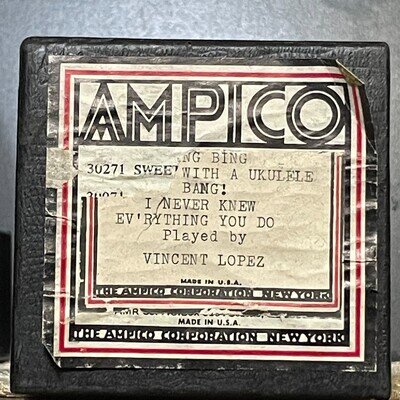 AMPICO
NG BING
30271 SWEE WITH A UKULELE
BANG!
I NEVER KNEW
EV'RYTHING YOU DO
Played by
VINCENT LOPEZ
MADE IN U.S.A.
THE AMPICO CORPORATION NEW YORK
MADE IN U.S.A.
THE AMPICO CORPORATION NEW YORK